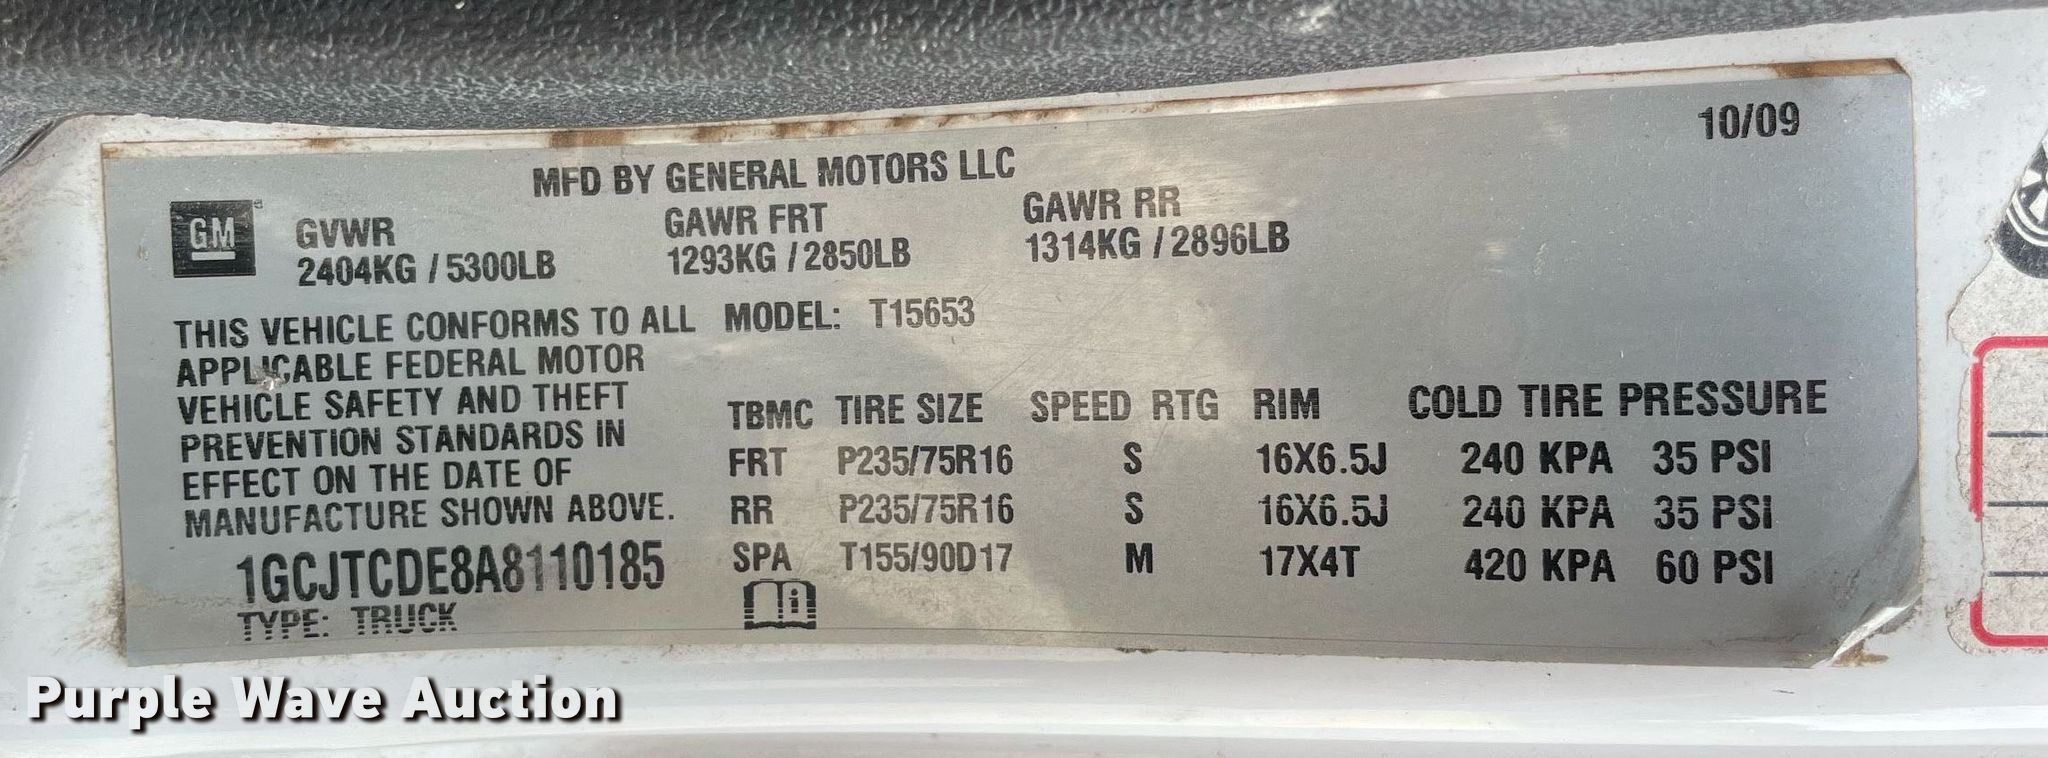 10/09
MFD BY GENERAL MOTORS LLC
GM
GVWR GAWR FRT GAWR RR
2404KG / 5300LB 1293KG / 2850LB 1314KG / 2896LB
THIS VEHICLE CONFORMS TO ALL
APPLICABLE FEDERAL MOTOR
VEHICLE SAFETY AND THEFT
PREVENTION STANDARDS IN
EFFECT ON THE DATE OF
MANUFACTURE SHOWN ABOVE.
1GCJTCDE8A8110185
TYPE: TRUCK
MODEL: T15653
TBMC TIRE SIZE SPEED RTG RIM COLD TIRE PRESSURE
FRT P235/75R16 S 16X6.5J 240 KPA 35 PSI
RR P235/75R16 S 16X6.5J 240 KPA 35 PSI
SPA T155/90D17 M 17X4T 420 KPA 60 PSI
i
Purple Wave Auction